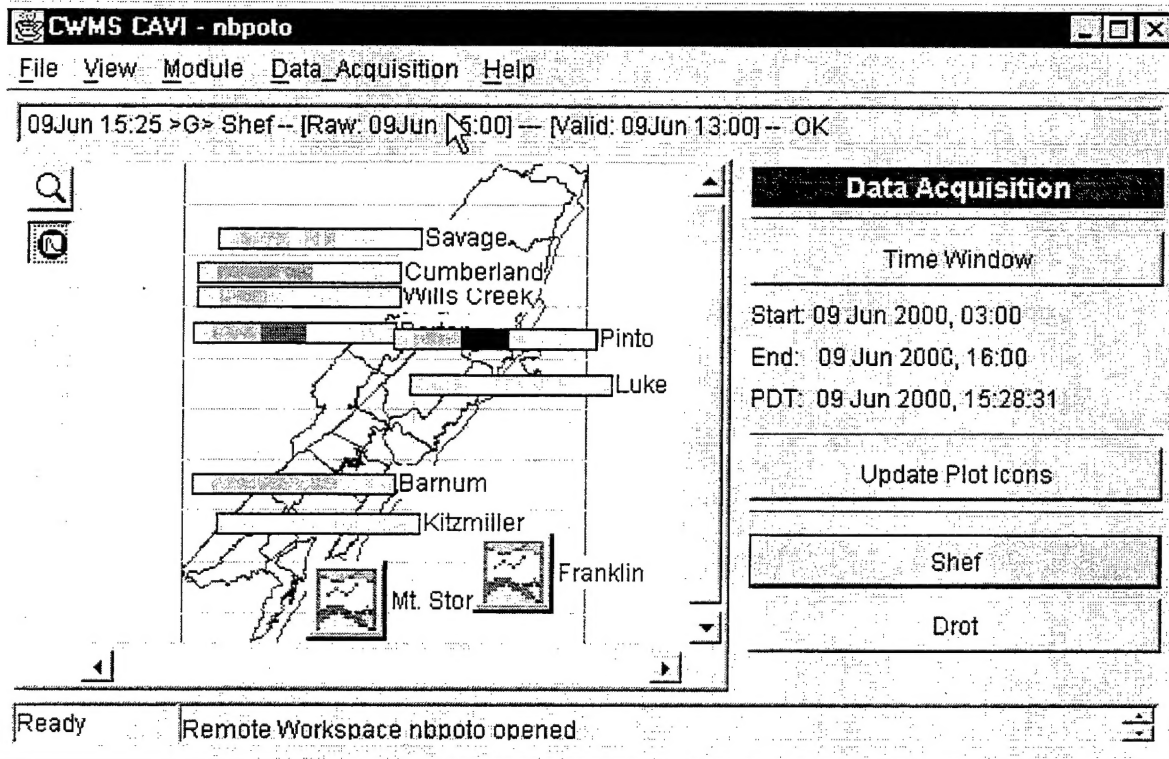 CWMS CAVI - nbpoto
File View Module Data_Acquisition Help
09Jun 15:25 >G> Shef -- [Raw: 09Jun 15:00] --- [Valid: 09Jun 13:00] -- OK
Data Acquisition
Time Window
Start: 09 Jun 2000, 03:00
End: 09 Jun 2000, 16:00
PDT: 09 Jun 2000, 15:28:31
Update Plot Icons
Shef
Drot
Savage
Cumberland
Wills Creek
Pinto
Luke
Barnum
Kitzmiller
Franklin
Mt. Stor
Ready
Remote Workspace nbpoto opened